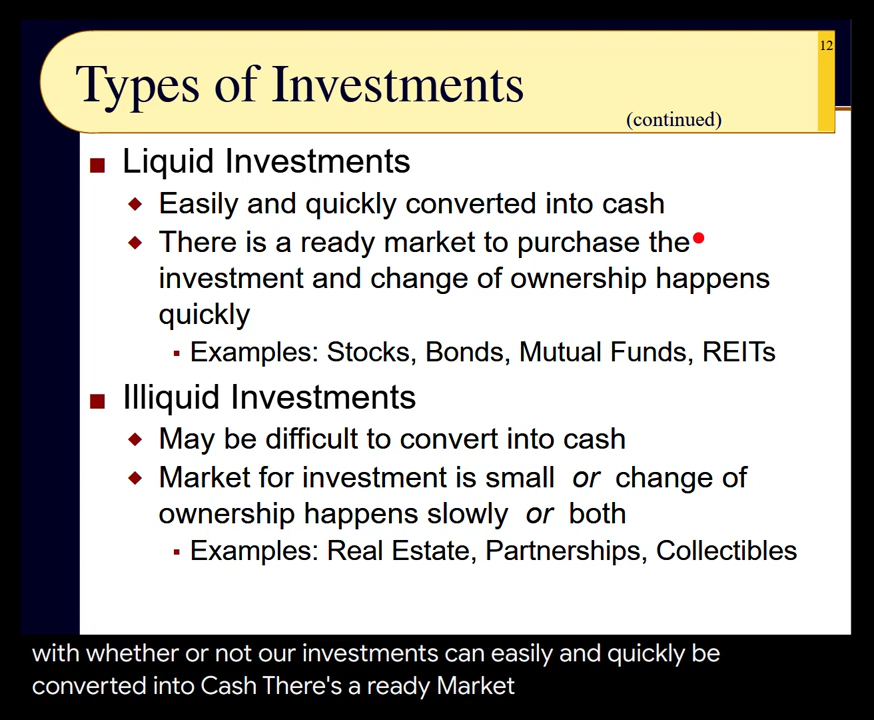 12
Types of Investments
(continued)
Liquid Investments
Easily and quickly converted into cash
There is a ready market to purchase the
investment and change of ownership happens
quickly
Examples: Stocks, Bonds, Mutual Funds, REITs
Illiquid Investments
May be difficult to convert into cash
Market for investment is small or change of
ownership happens slowly or both
Examples: Real Estate, Partnerships, Collectibles
with whether or not our investments can easily and quickly be
converted into Cash There's a ready Market